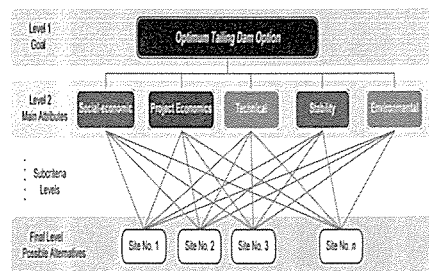 Level 1
Goal
Optimum Tailing Dam Option
Level 2
Main Attributes
Social-economic
Project Economics
Technical
Stability
Enviromental
Subcriteria
Levels
Final Level
Possible Alternatives
Site No. 1
Site No. 2
Site No. 3
Site No. n